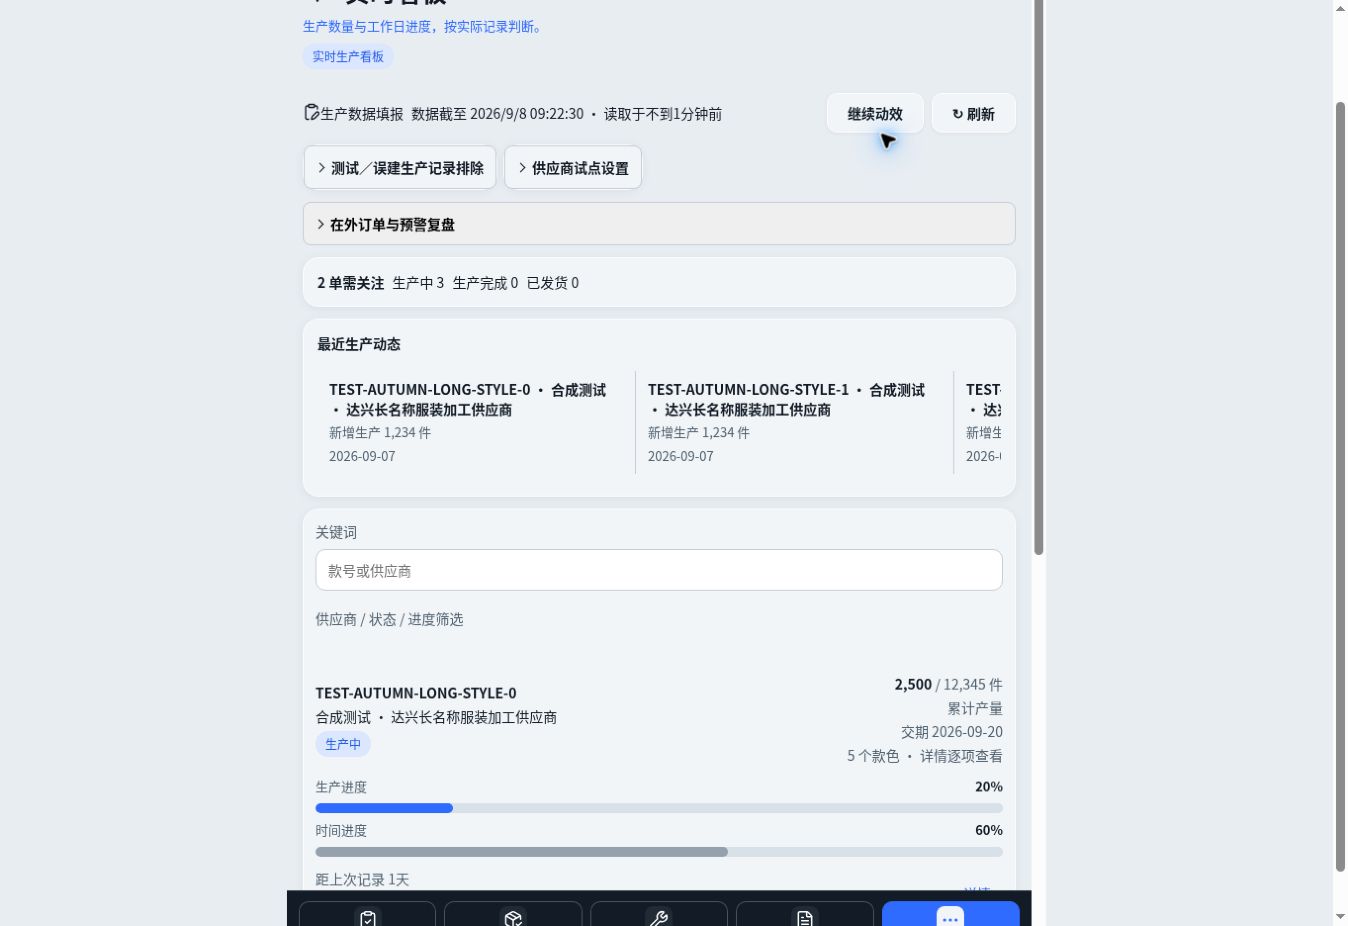 生产数量与工作日进度，按实际记录判断。
实时生产看板
生产数据填报 数据截至 2026/9/8 09:22:30 · 读取于不到1分钟前
继续动效
↻ 刷新
测试／误建生产记录排除
供应商试点设置
在外订单与预警复盘
2 单需关注 生产中 3 生产完成 0 已发货 0
最近生产动态
TEST-AUTUMN-LONG-STYLE-0 · 合成测试
· 达兴长名称服装加工供应商
新增生产 1,234 件
2026-09-07
TEST-AUTUMN-LONG-STYLE-1 · 合成测试
· 达兴长名称服装加工供应商
新增生产 1,234 件
2026-09-07
TEST-
· 达
新增生
2026-
关键词
款号或供应商
供应商 / 状态 / 进度筛选
TEST-AUTUMN-LONG-STYLE-0
合成测试 · 达兴长名称服装加工供应商
生产中
2,500 / 12,345 件
累计产量
交期 2026-09-20
5 个款色 · 详情逐项查看
生产进度
20%
时间进度
60%
距上次记录 1天